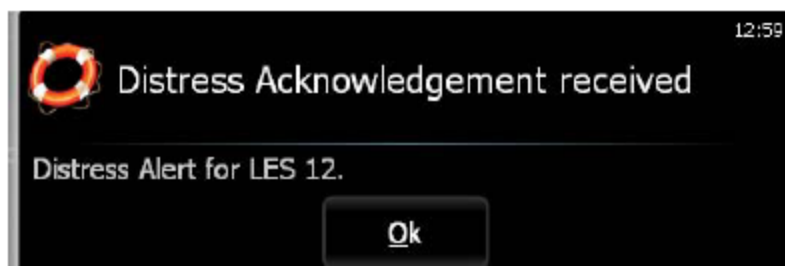 12:59
Distress Acknowledgement received
Distress Alert for LES 12.
Ok